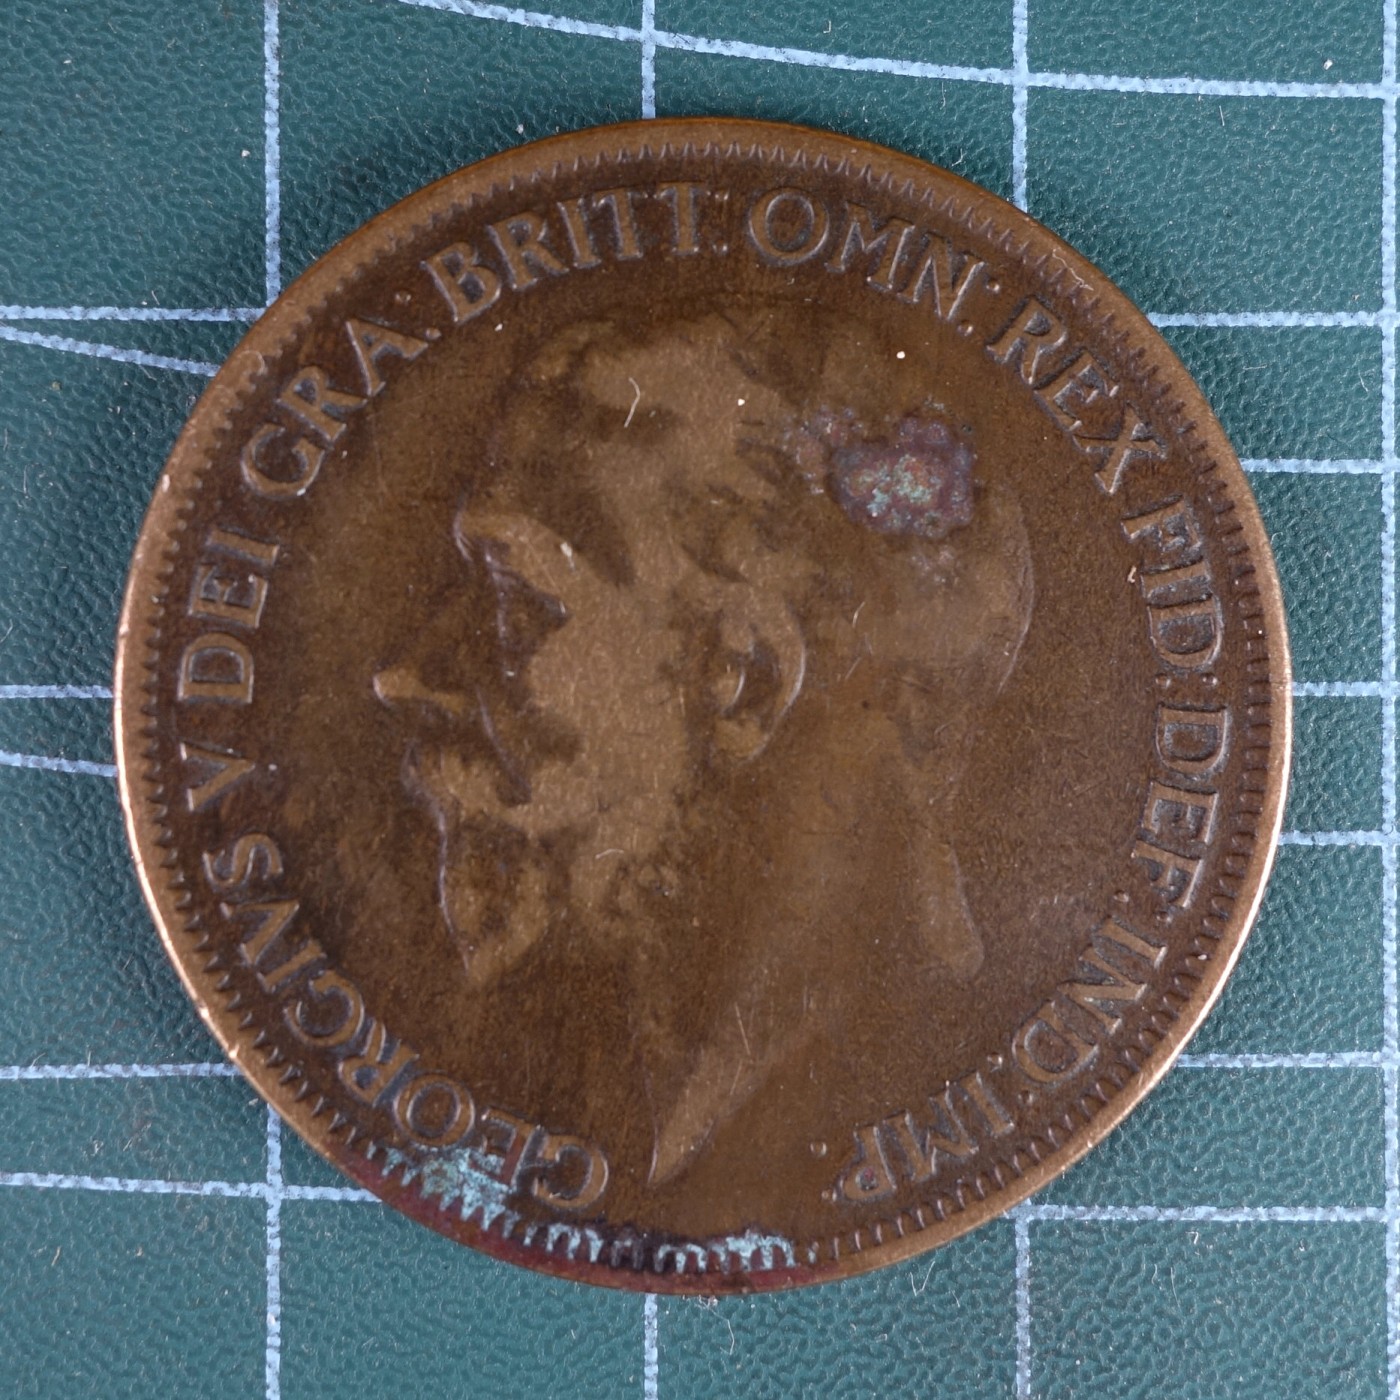 GEORGIVS V DEI GRA: BRITT: OMN: REX FID: DEF: IND: IMP: